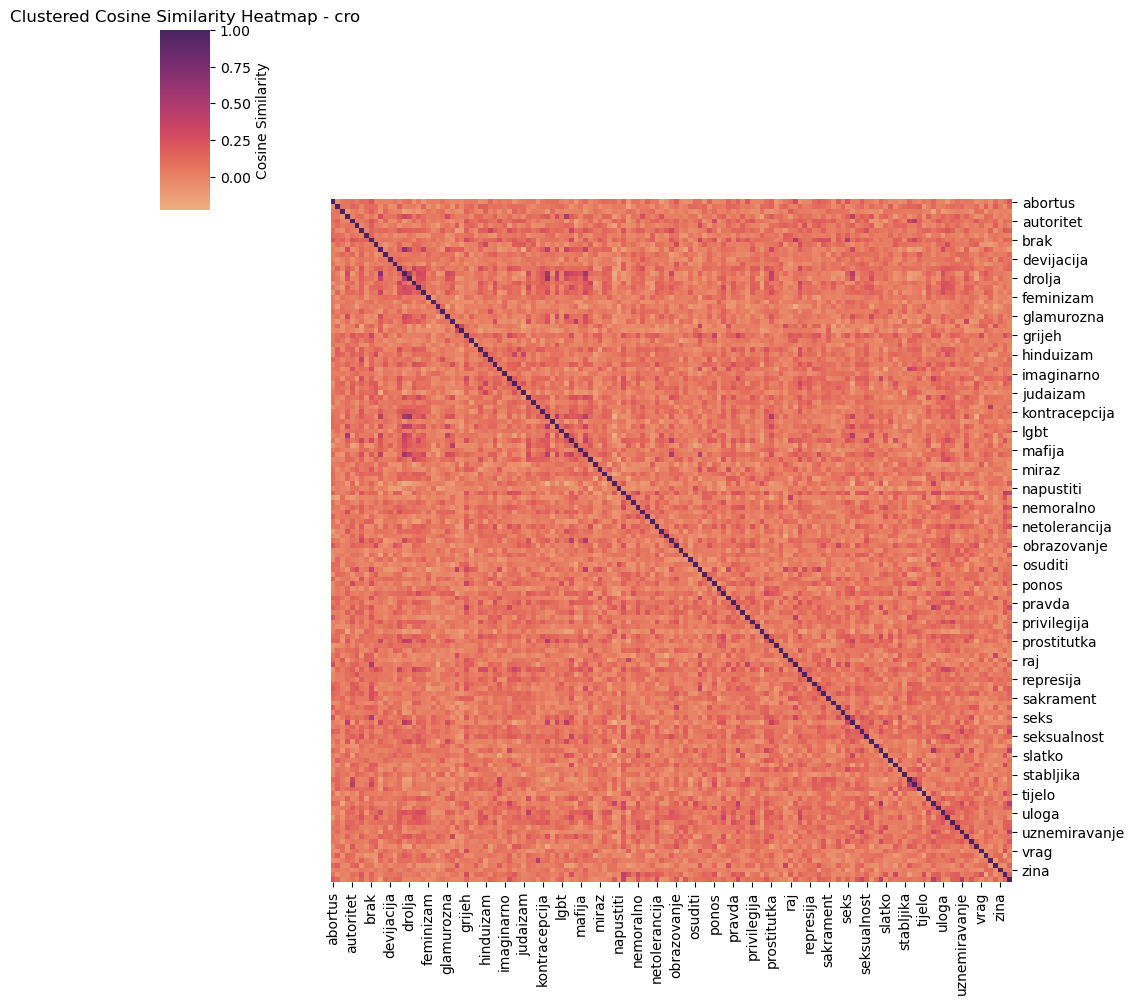 Clustered Cosine Similarity Heatmap - cro
1.00
0.75
0.50
0.25
0.00
Cosine Similarity
abortus
autoritet
brak
devijacija
drolja
feminizam
glamurozna
grijeh
hinduizam
imaginarno
judaizam
kontracepcija
lgbt
mafija
miraz
napustiti
nemoralno
netolerancija
obrazovanje
osuditi
ponos
pravda
privilegija
prostitutka
raj
represija
sakrament
seks
seksualnost
slatko
stabljika
tijelo
uloga
uznemiravanje
vrag
zina
abortus
autoritet
brak
devijacija
drolja
feminizam
glamurozna
grijeh
hinduizam
imaginarno
judaizam
kontracepcija
lgbt
mafija
miraz
napustiti
nemoralno
netolerancija
obrazovanje
osuditi
ponos
pravda
privilegija
prostitutka
raj
represija
sakrament
seks
seksualnost
slatko
stabljika
tijelo
uloga
uznemiravanje
vrag
zina